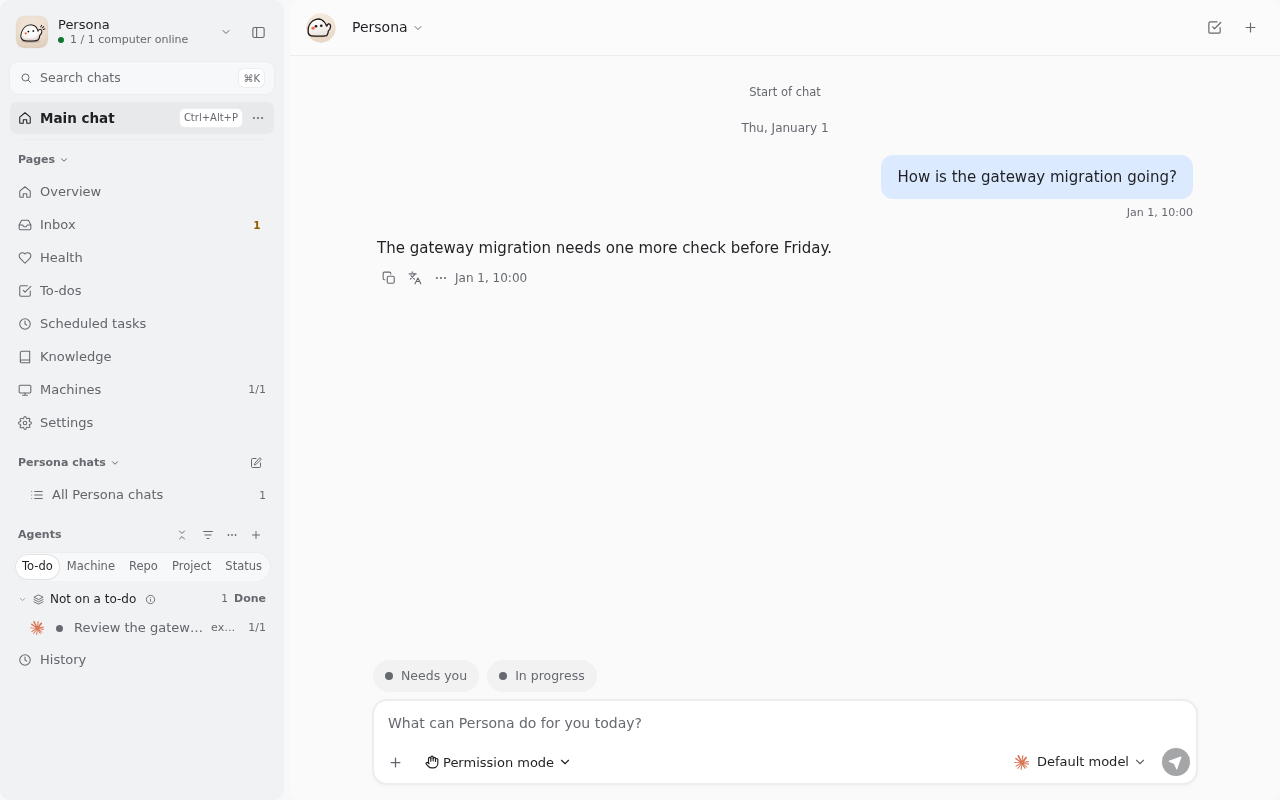 Persona
1 / 1 computer online
Search chats
⌘K
Main chat
Ctrl+Alt+P
Pages
Overview
Inbox
1
Health
To-dos
Scheduled tasks
Knowledge
Machines
1/1
Settings
Persona chats
All Persona chats
1
Agents
To-do
Machine
Repo
Project
Status
Not on a to-do
1 Done
Review the gatew...
ex...
1/1
History
Persona
Start of chat
Thu, January 1
How is the gateway migration going?
Jan 1, 10:00
The gateway migration needs one more check before Friday.
Jan 1, 10:00
Needs you
In progress
What can Persona do for you today?
Permission mode
Default model